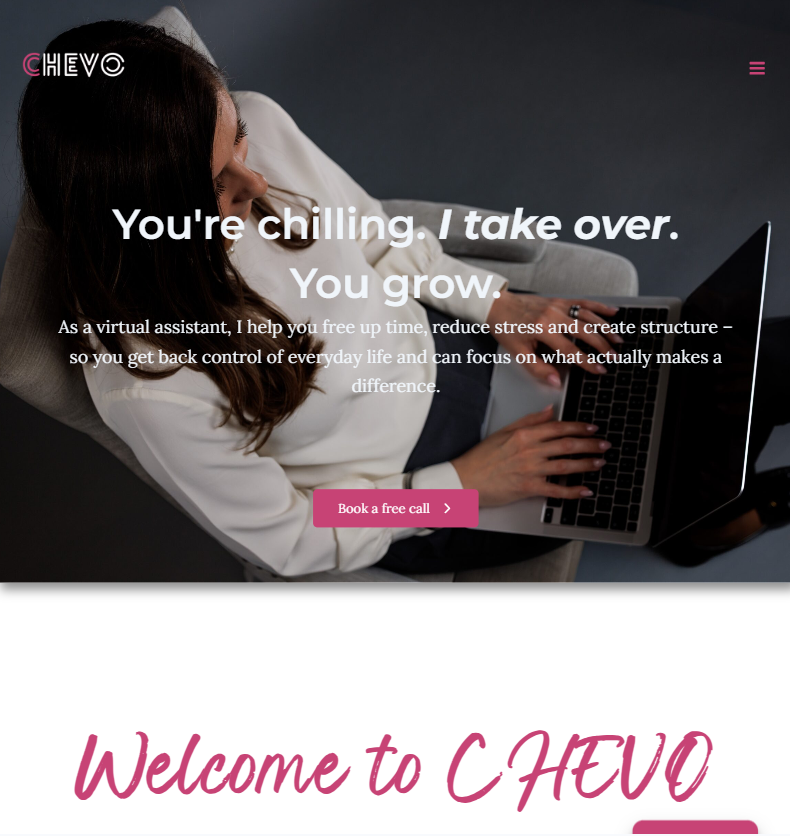 CHEVO
You're chilling. I take over.
You grow.
As a virtual assistant, I help you free up time, reduce stress and create structure –
so you get back control of everyday life and can focus on what actually makes a
difference.
Book a free call
Welcome to CHEVO